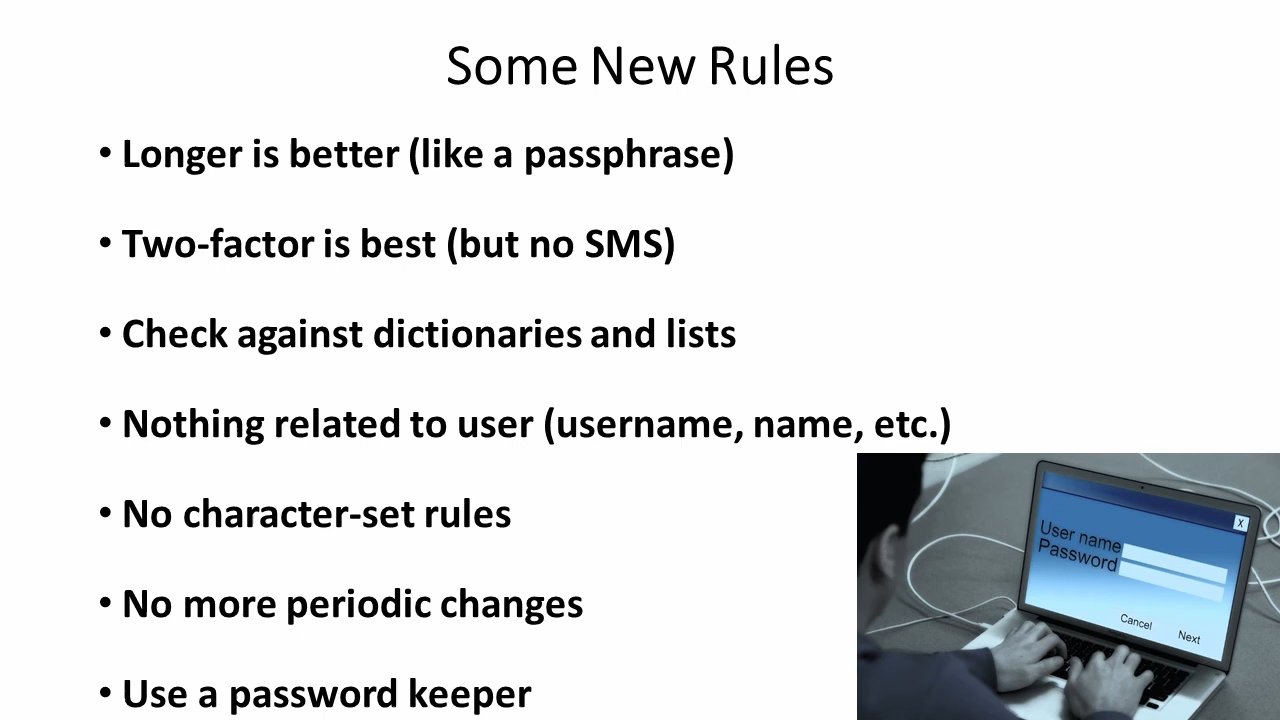 Some New Rules
• Longer is better (like a passphrase)
• Two-factor is best (but no SMS)
• Check against dictionaries and lists
• Nothing related to user (username, name, etc.)
• No character-set rules
• No more periodic changes
• Use a password keeper
X
User name
Password
Cancel Next